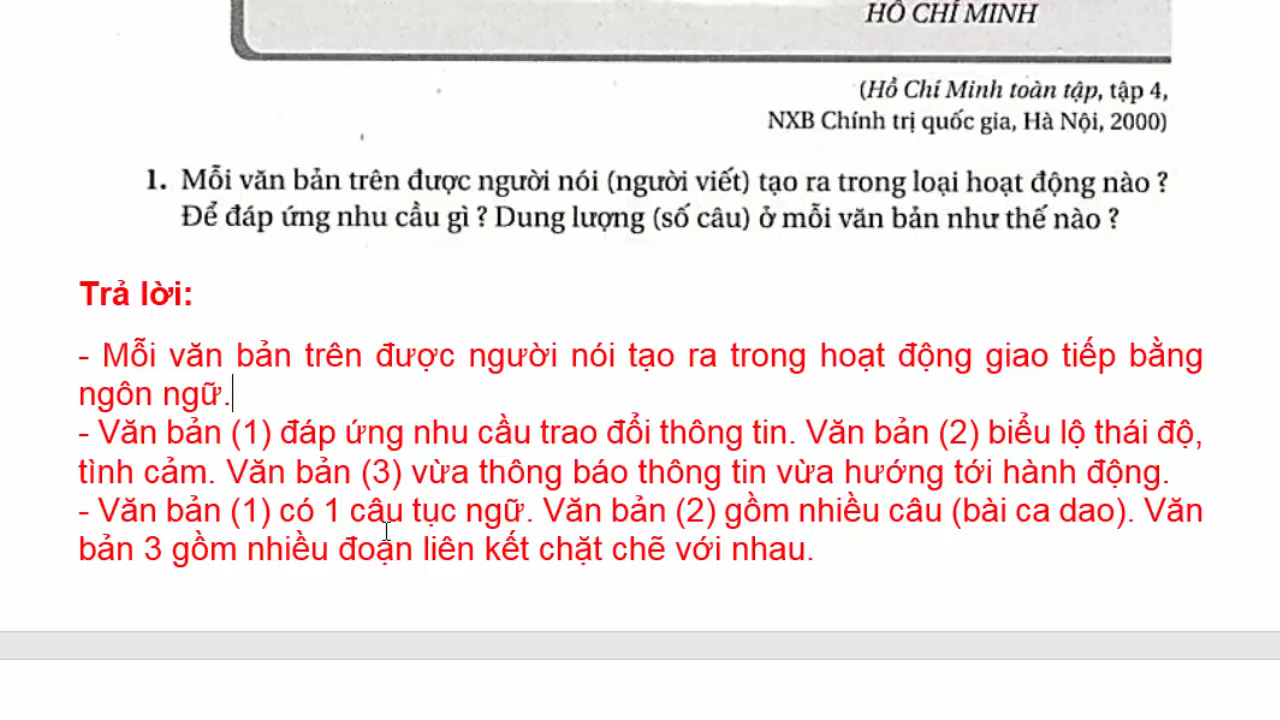 HỒ CHÍ MINH
(Hồ Chí Minh toàn tập, tập 4,
NXB Chính trị quốc gia, Hà Nội, 2000)
1. Mỗi văn bản trên được người nói (người viết) tạo ra trong loại hoạt động nào ?
Để đáp ứng nhu cầu gì ? Dung lượng (số câu) ở mỗi văn bản như thế nào ?
Trả lời:
- Mỗi văn bản trên được người nói tạo ra trong hoạt động giao tiếp bằng
ngôn ngữ.
- Văn bản (1) đáp ứng nhu cầu trao đổi thông tin. Văn bản (2) biểu lộ thái độ,
tình cảm. Văn bản (3) vừa thông báo thông tin vừa hướng tới hành động.
- Văn bản (1) có 1 câu tục ngữ. Văn bản (2) gồm nhiều câu (bài ca dao). Văn
bản 3 gồm nhiều đoạn liên kết chặt chẽ với nhau.